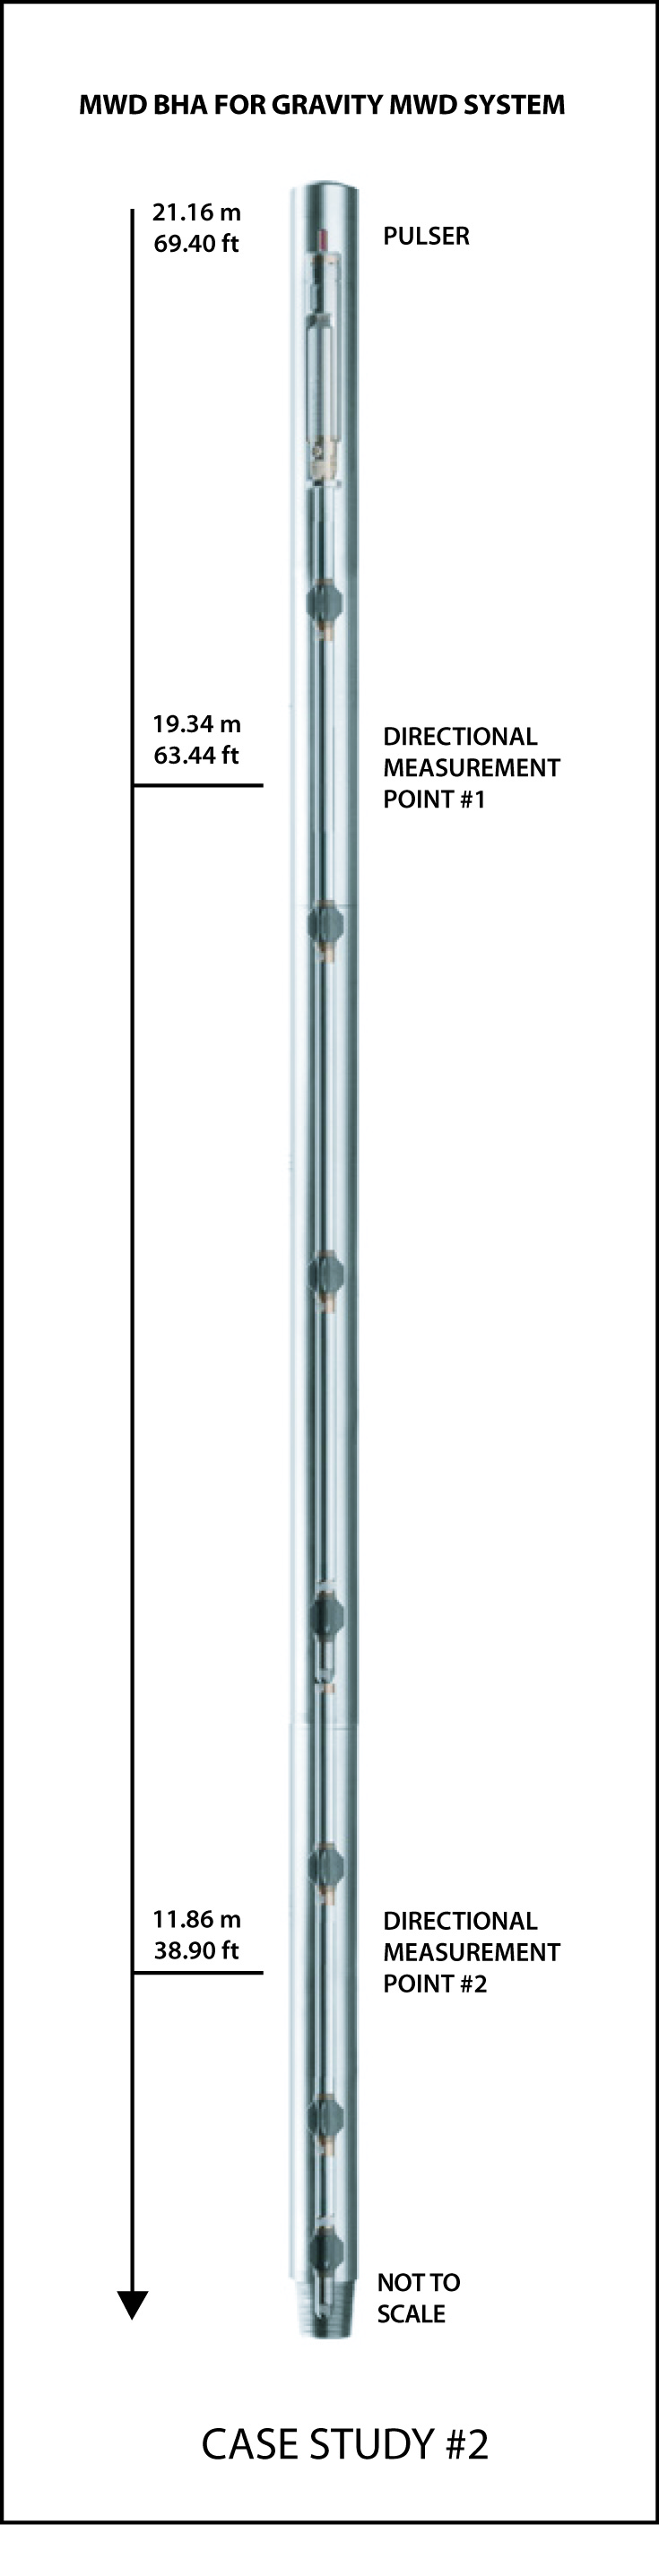 MWD BHA FOR GRAVITY MWD SYSTEM
21.16 m
69.40 ft
PULSER
19.34 m
63.44 ft
DIRECTIONAL
MEASUREMENT
POINT #1
11.86 m
38.90 ft
DIRECTIONAL
MEASUREMENT
POINT #2
NOT TO
SCALE
CASE STUDY #2